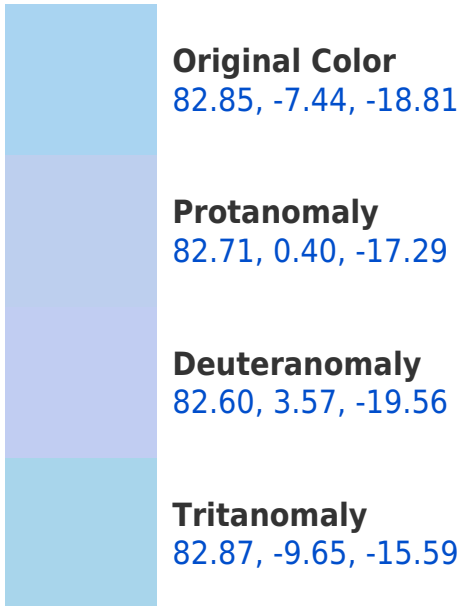 Original Color
82.85, -7.44, -18.81
Protanomaly
82.71, 0.40, -17.29
Deuteranomaly
82.60, 3.57, -19.56
Tritanomaly
82.87, -9.65, -15.59